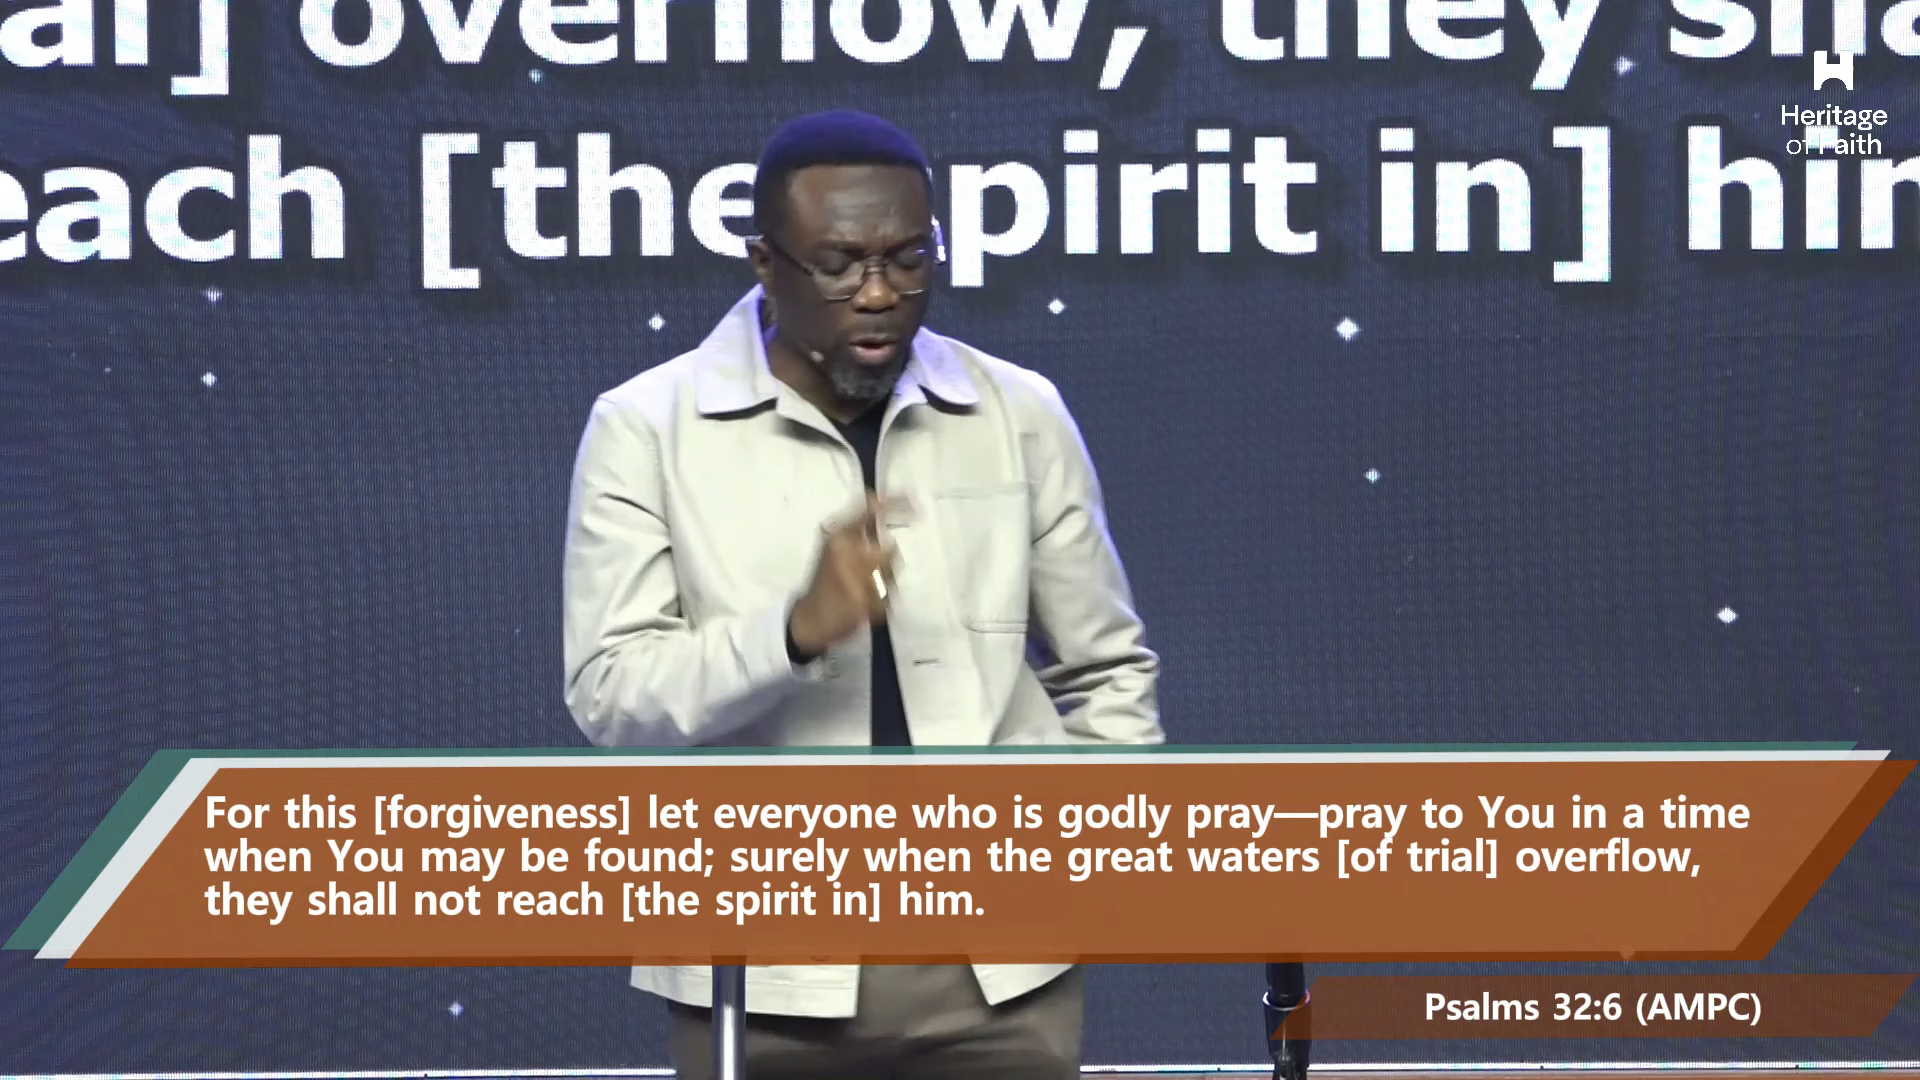 al] overflow, they sha
each [the spirit in] him
Heritage
of Faith
For this [forgiveness] let everyone who is godly pray—pray to You in a time
when You may be found; surely when the great waters [of trial] overflow,
they shall not reach [the spirit in] him.
Psalms 32:6 (AMPC)